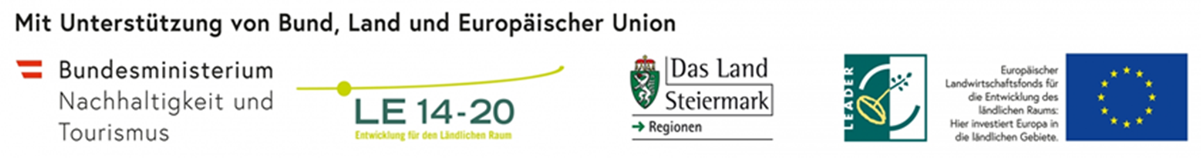 Mit Unterstützung von Bund, Land und Europäischer Union
Bundesministerium
Nachhaltigkeit und
Tourismus
LE 14-20
Entwicklung für den Ländlichen Raum
Das Land
Steiermark
→ Regionen
LEADER
Europäischer
Landwirtschaftsfonds für
die Entwicklung des
ländlichen Raums:
Hier investiert Europa in
die ländlichen Gebiete.